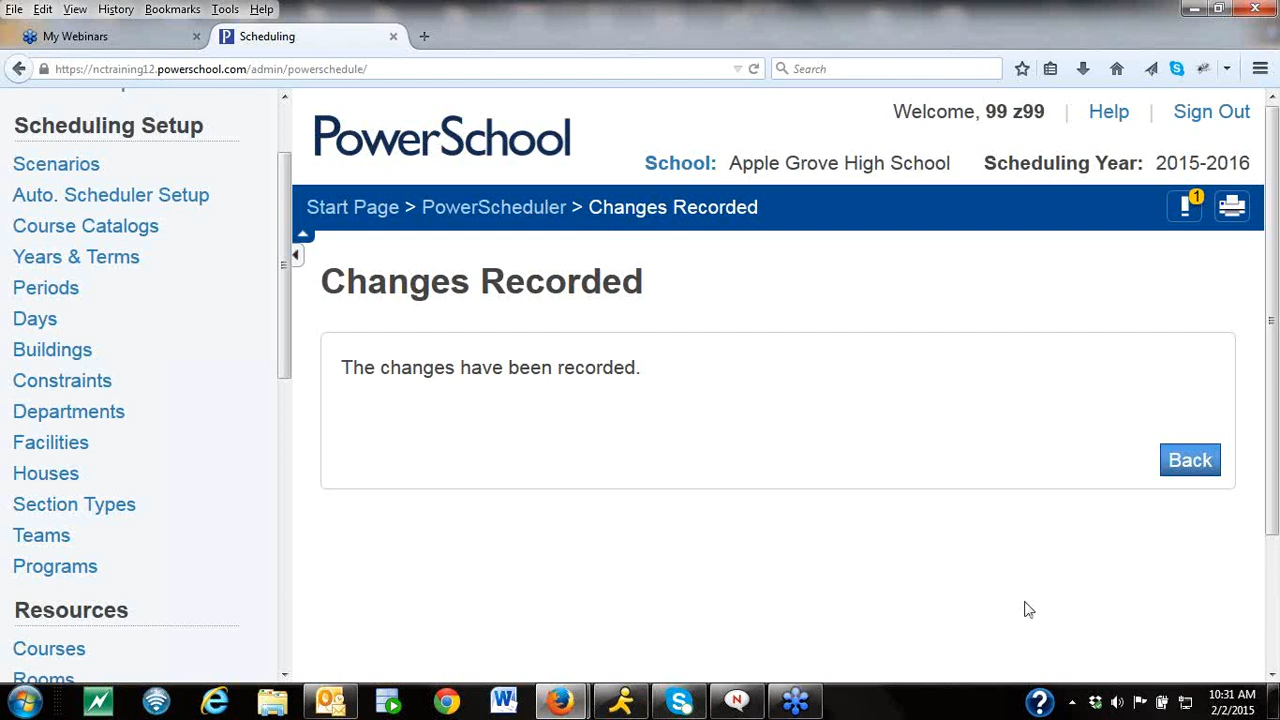 File Edit View History Bookmarks Tools Help
My Webinars × Scheduling × +
https://nctraining12.powerschool.com/admin/powerschedule/ Search
Scheduling Setup
Scenarios
Auto. Scheduler Setup
Course Catalogs
Years & Terms
Periods
Days
Buildings
Constraints
Departments
Facilities
Houses
Section Types
Teams
Programs
Resources
Courses
Rooms
Welcome, 99 z99 | Help | Sign Out
PowerSchool
School: Apple Grove High School Scheduling Year: 2015-2016
Start Page > PowerScheduler > Changes Recorded
1
Changes Recorded
The changes have been recorded.
Back
10:31 AM
2/2/2015